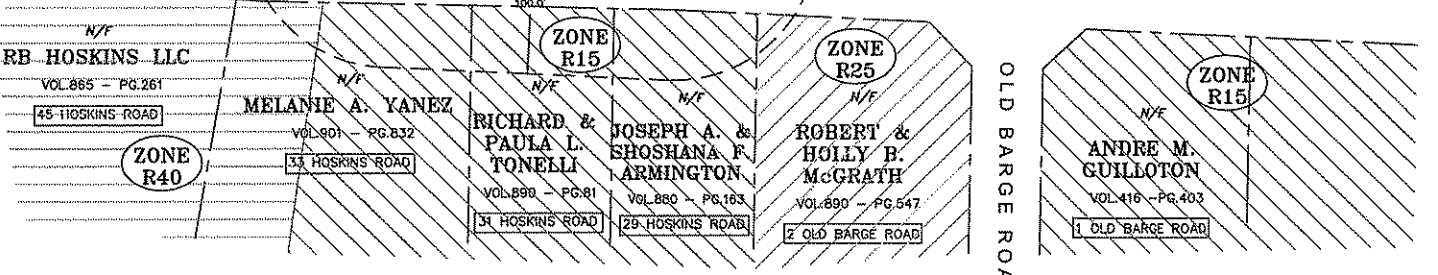 100.0'
N/F
RB HOSKINS LLC
VOL.865 - PG.261
45 HOSKINS ROAD
ZONE
R40
N/F
MELANIE A. YANEZ
VOL.901 - PG.832
33 HOSKINS ROAD
ZONE
R15
N/F
RICHARD &
PAULA L.
TONELLI
VOL.890 - PG.81
31 HOSKINS ROAD
N/F
JOSEPH A. &
SHOSHANA F.
ARMINGTON
VOL.880 - PG.163
29 HOSKINS ROAD
ZONE
R25
N/F
ROBERT &
HOLLY B.
McGRATH
VOL.890 - PG.547
2 OLD BARGE ROAD
OLD BARGE ROA
ZONE
R15
N/F
ANDRE M.
GUILLOTON
VOL.416 -PG.403
1 OLD BARGE ROAD